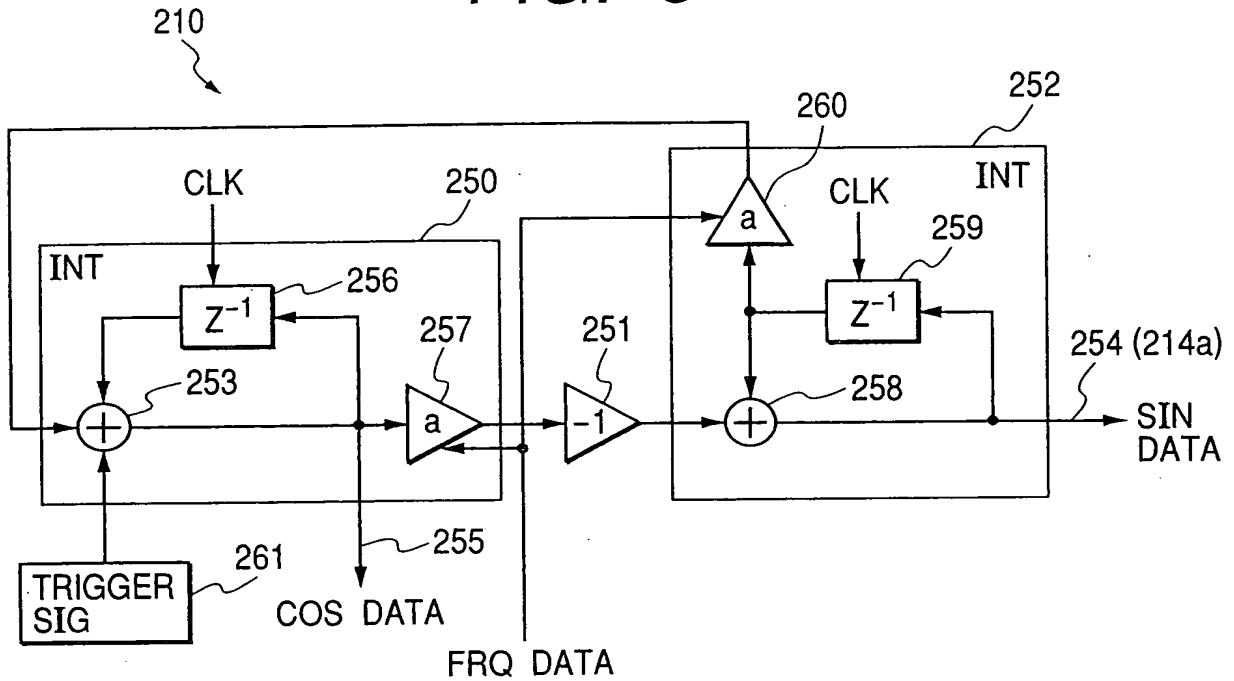 210
252
260
CLK
250
INT
CLK
INT
a
259
256
Z⁻¹
Z⁻¹
257
251
254 (214a)
253
258
+
a
-1
+
SIN
DATA
255
261
TRIGGER
SIG
COS DATA
FRQ DATA